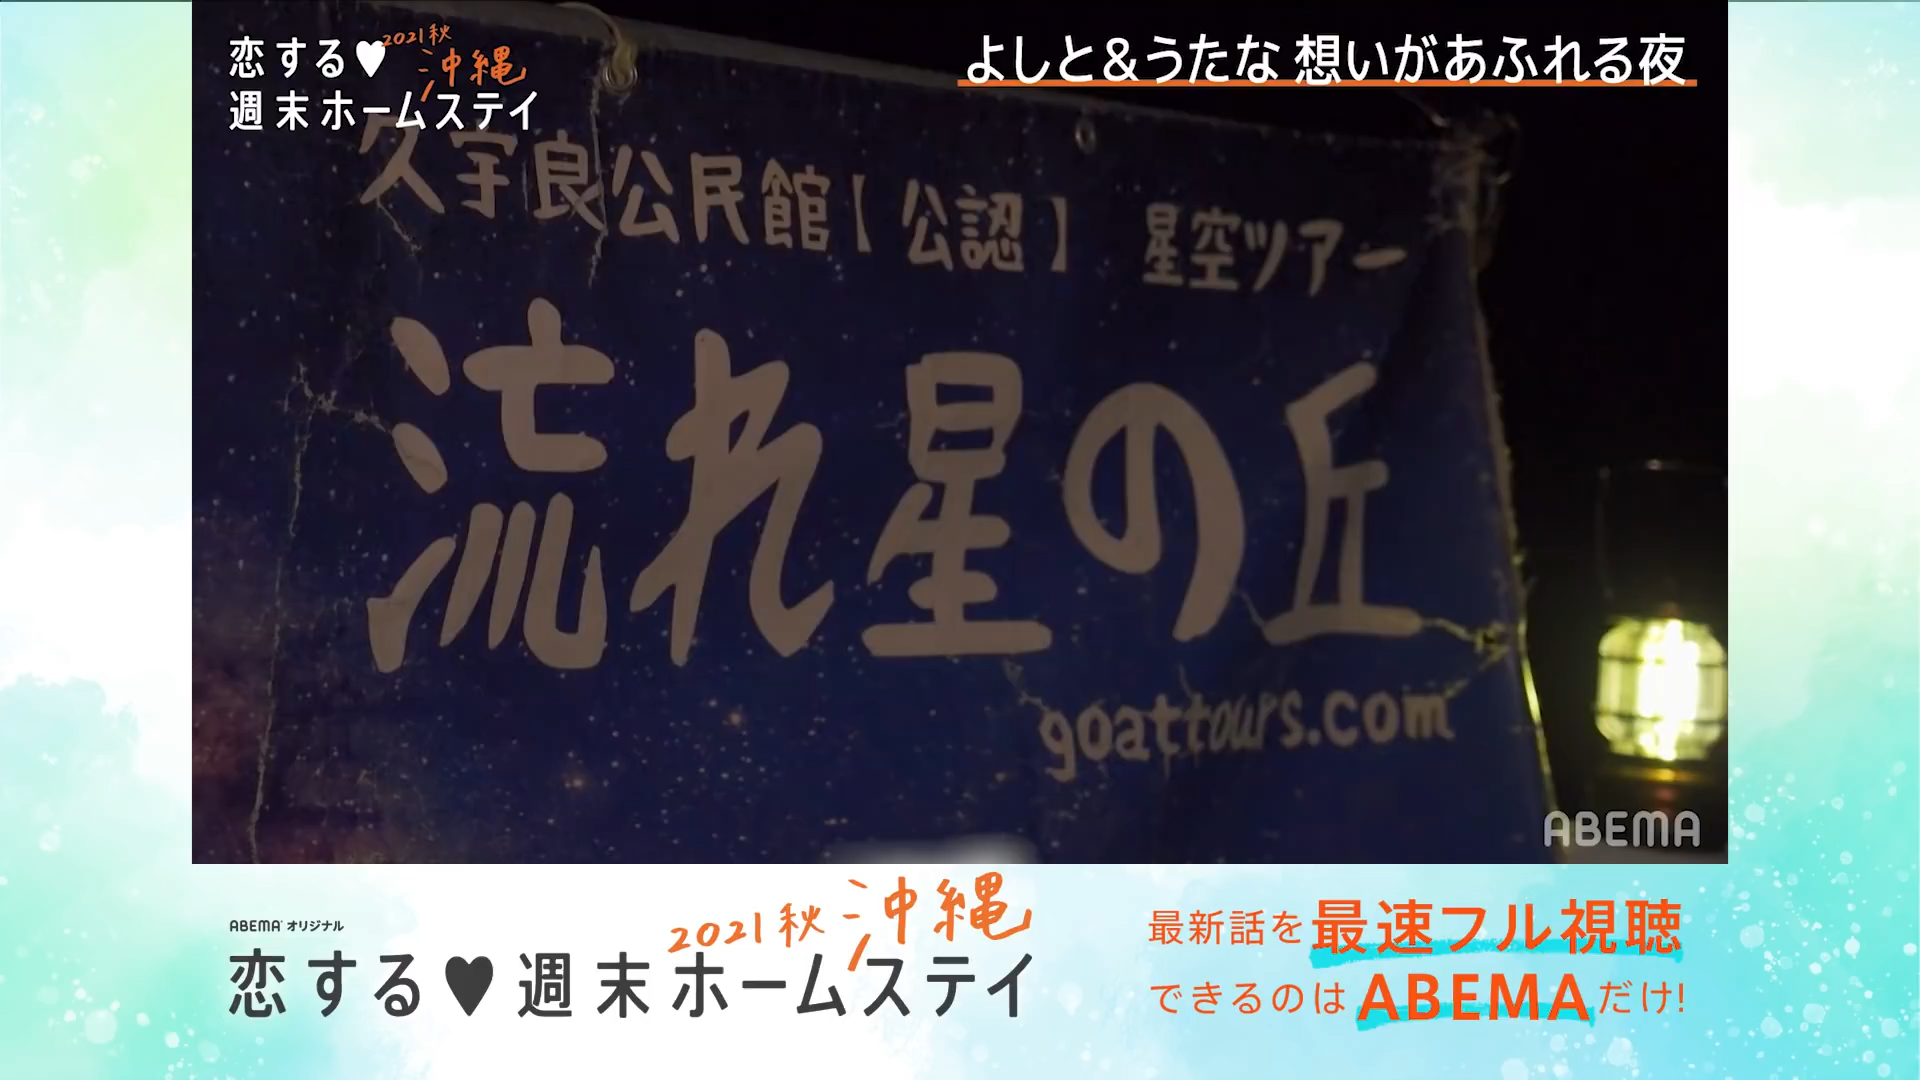 恋する♥週末ホームステイ
2021秋 沖縄
よしと&うたな 想いがあふれる夜
久宇良公民館【公認】 星空ツアー
流れ星の丘
goattours.com
ABEMA
ABEMAオリジナル
2021秋 沖縄
恋する♥週末ホームステイ
最新話を最速フル視聴
できるのはABEMAだけ!